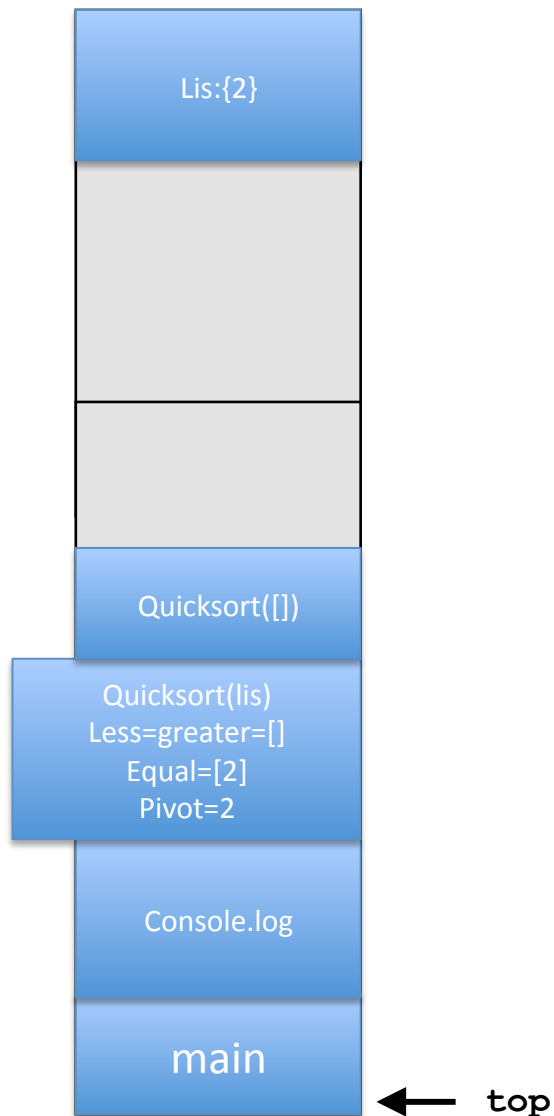 Lis:{2}
Quicksort([])
Quicksort(lis)
Less=greater=[]
Equal=[2]
Pivot=2
Console.log
main
top